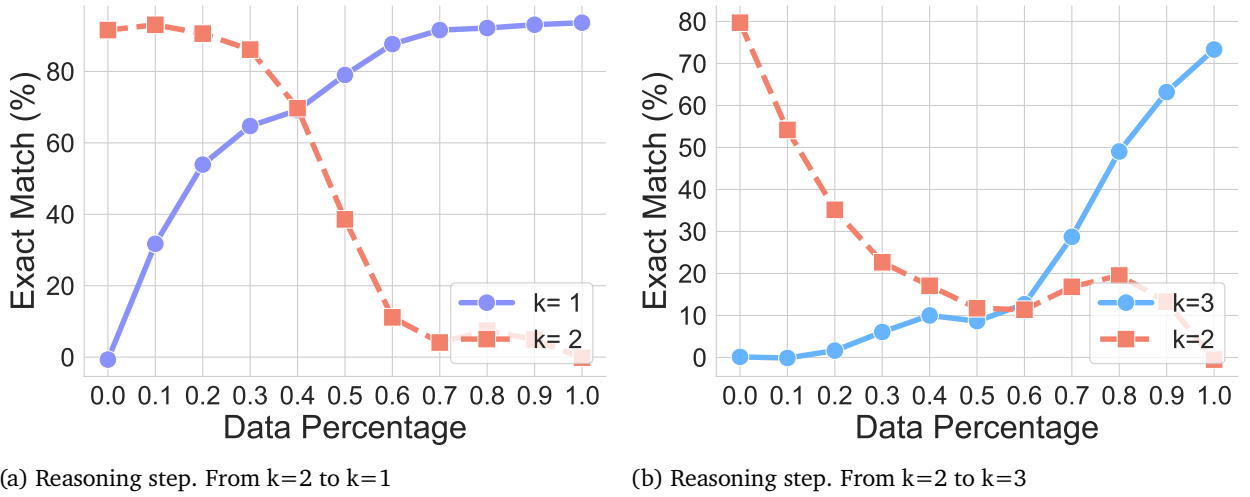 Exact Match (%)
80
60
40
20
0
k= 1
k= 2
0.0 0.1 0.2 0.3 0.4 0.5 0.6 0.7 0.8 0.9 1.0
Data Percentage
(a) Reasoning step. From k=2 to k=1
Exact Match (%)
80
70
60
50
40
30
20
10
0
k=3
k=2
0.0 0.1 0.2 0.3 0.4 0.5 0.6 0.7 0.8 0.9 1.0
Data Percentage
(b) Reasoning step. From k=2 to k=3